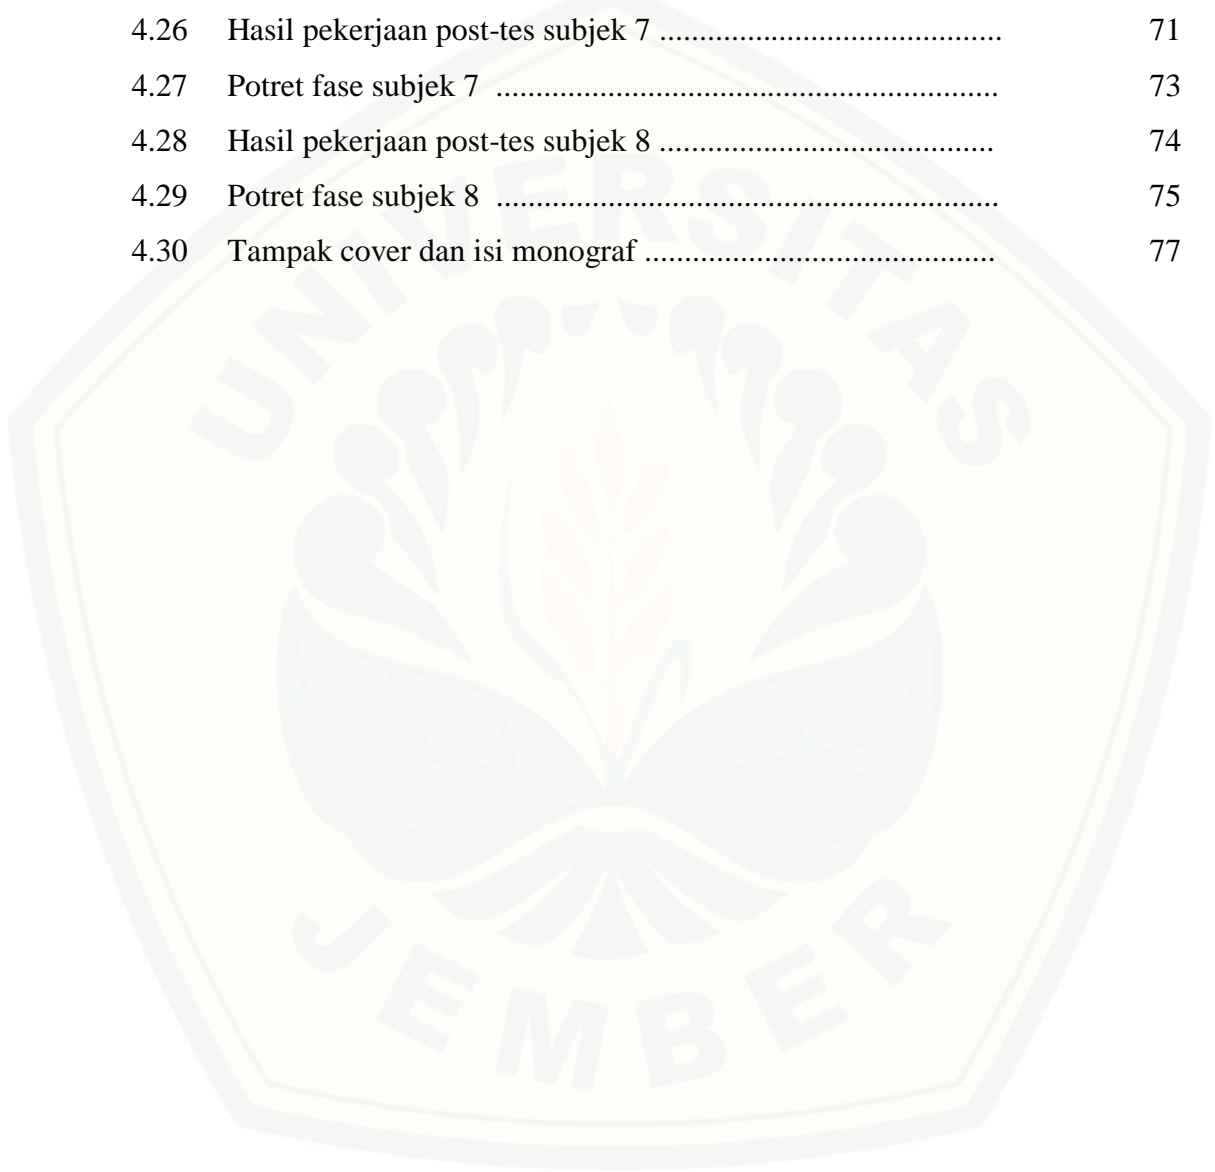 4.26 Hasil pekerjaan post-tes subjek 7 .......................................... 71
4.27 Potret fase subjek 7 .............................................................. 73
4.28 Hasil pekerjaan post-tes subjek 8 ......................................... 74
4.29 Potret fase subjek 8 .............................................................. 75
4.30 Tampak cover dan isi monograf ........................................... 77
UNIVERSITAS
JEMBER